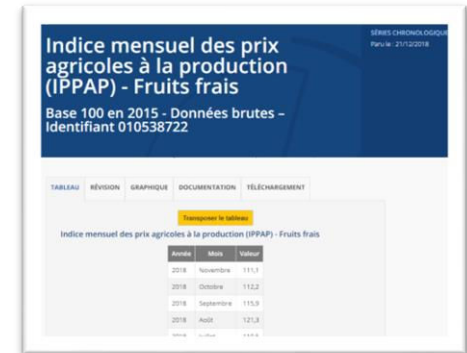 Indice mensuel des prix
agricoles à la production
(IPPAP) - Fruits frais
Base 100 en 2015 - Données brutes –
Identifiant 010538722
SÉRIES CHRONOLOGIQUE
Paru le : 21/12/2018
TABLEAU RÉVISION GRAPHIQUE DOCUMENTATION TÉLÉCHARGEMENT
Transposer le tableau
Indice mensuel des prix agricoles à la production (IPPAP) - Fruits frais
Année Mois Valeur
2018 Novembre 111,1
2018 Octobre 112,2
2018 Septembre 115,9
2018 Août 121,3
2018 Juillet